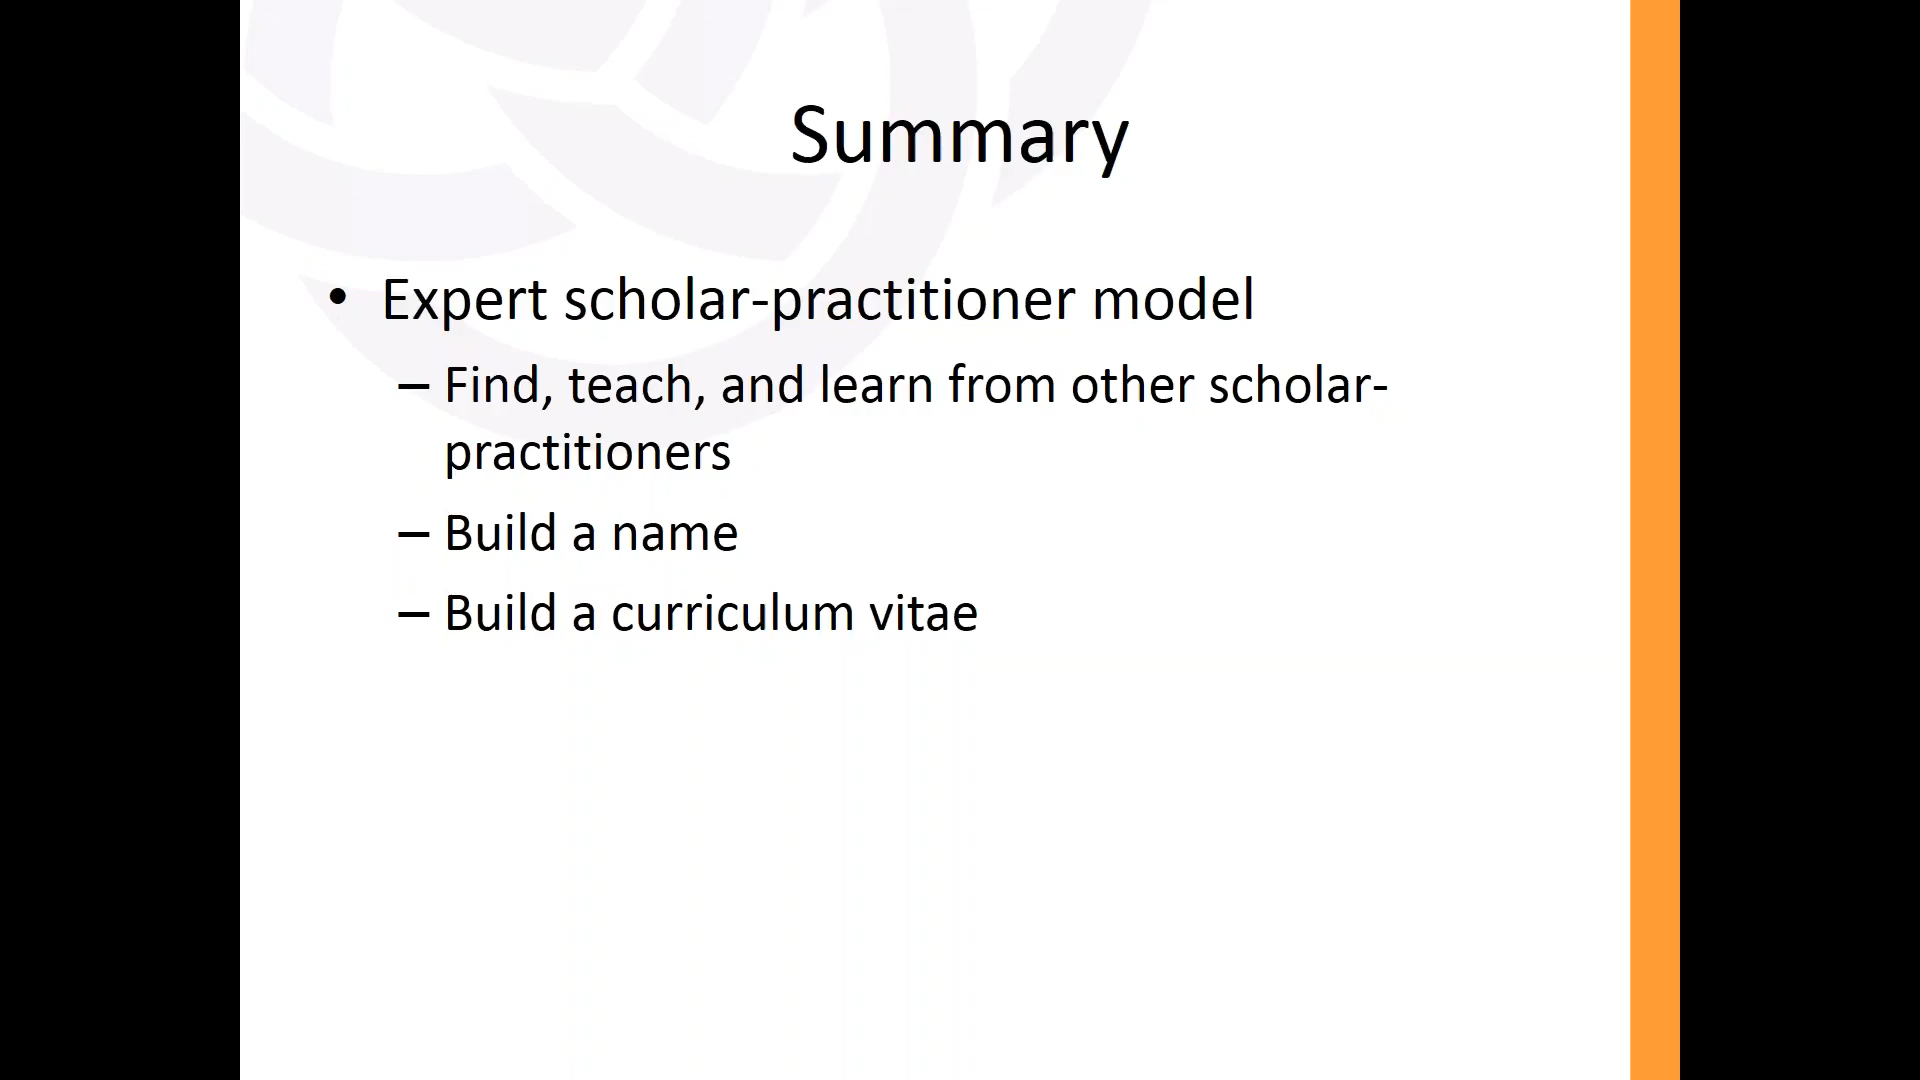 Summary
• Expert scholar-practitioner model
– Find, teach, and learn from other scholar-
practitioners
– Build a name
– Build a curriculum vitae